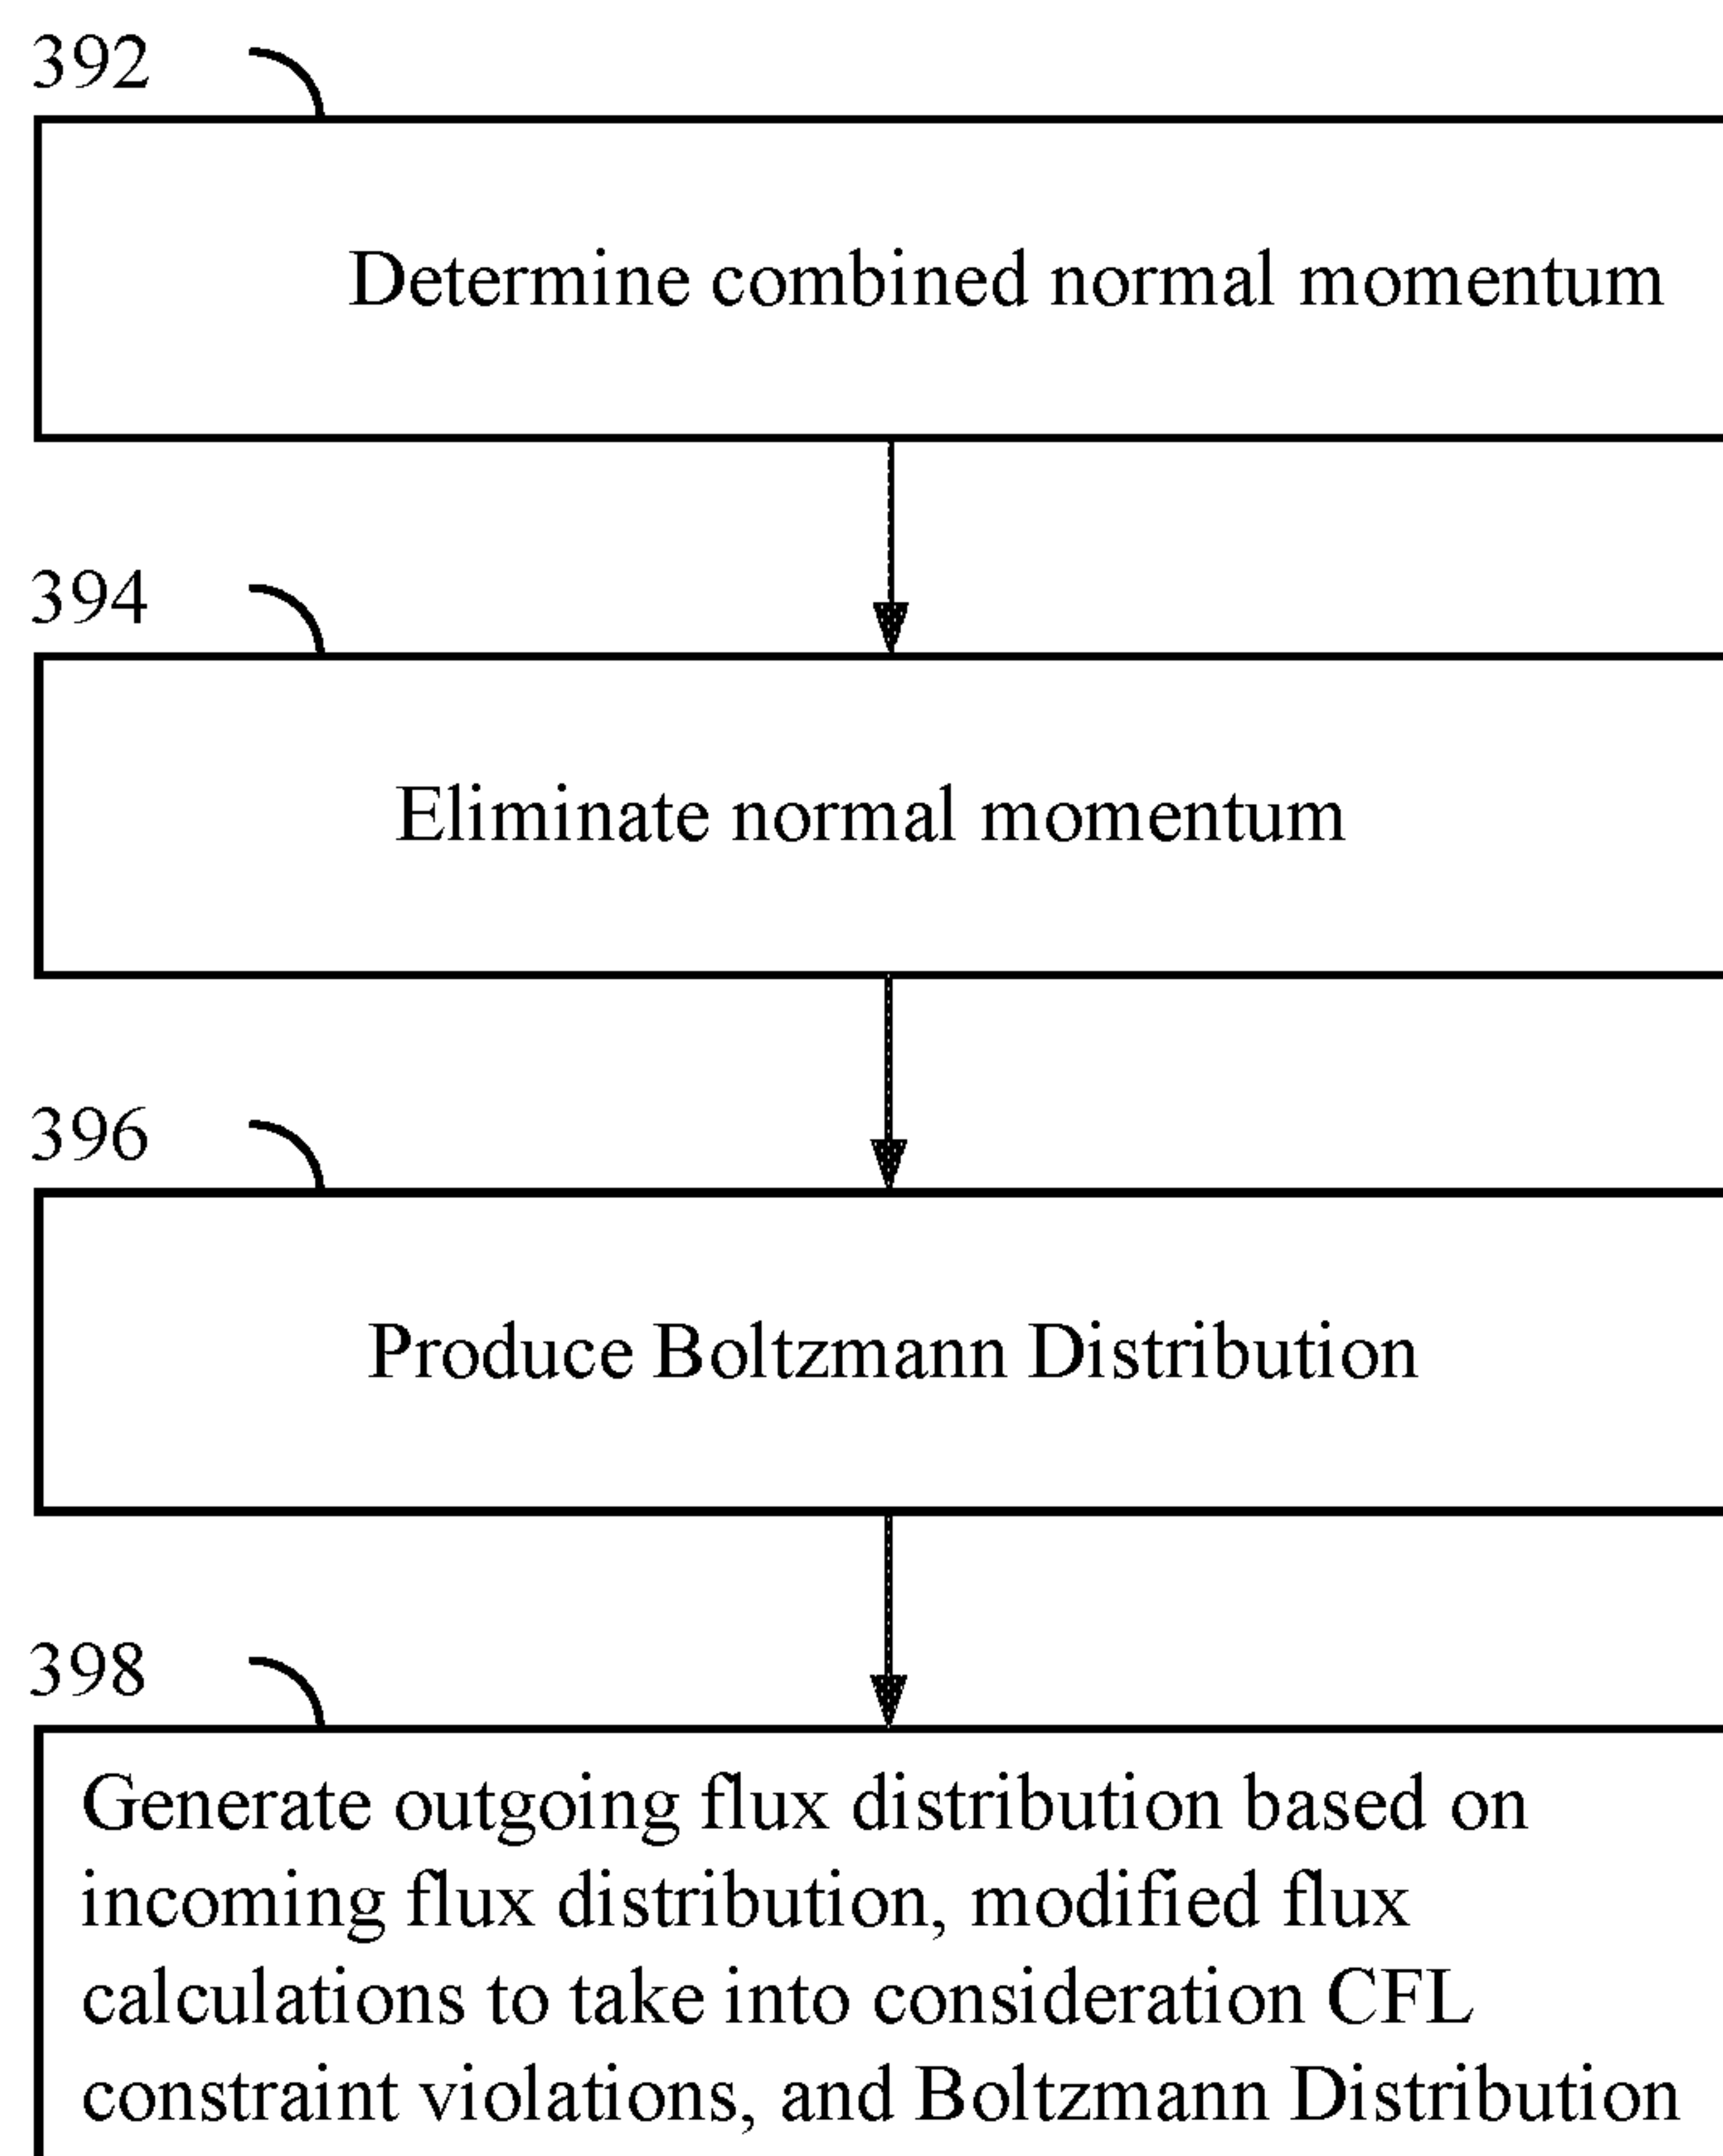 392
Determine combined normal momentum
394
Eliminate normal momentum
396
Produce Boltzmann Distribution
398
Generate outgoing flux distribution based on
incoming flux distribution, modified flux
calculations to take into consideration CFL
constraint violations, and Boltzmann Distribution